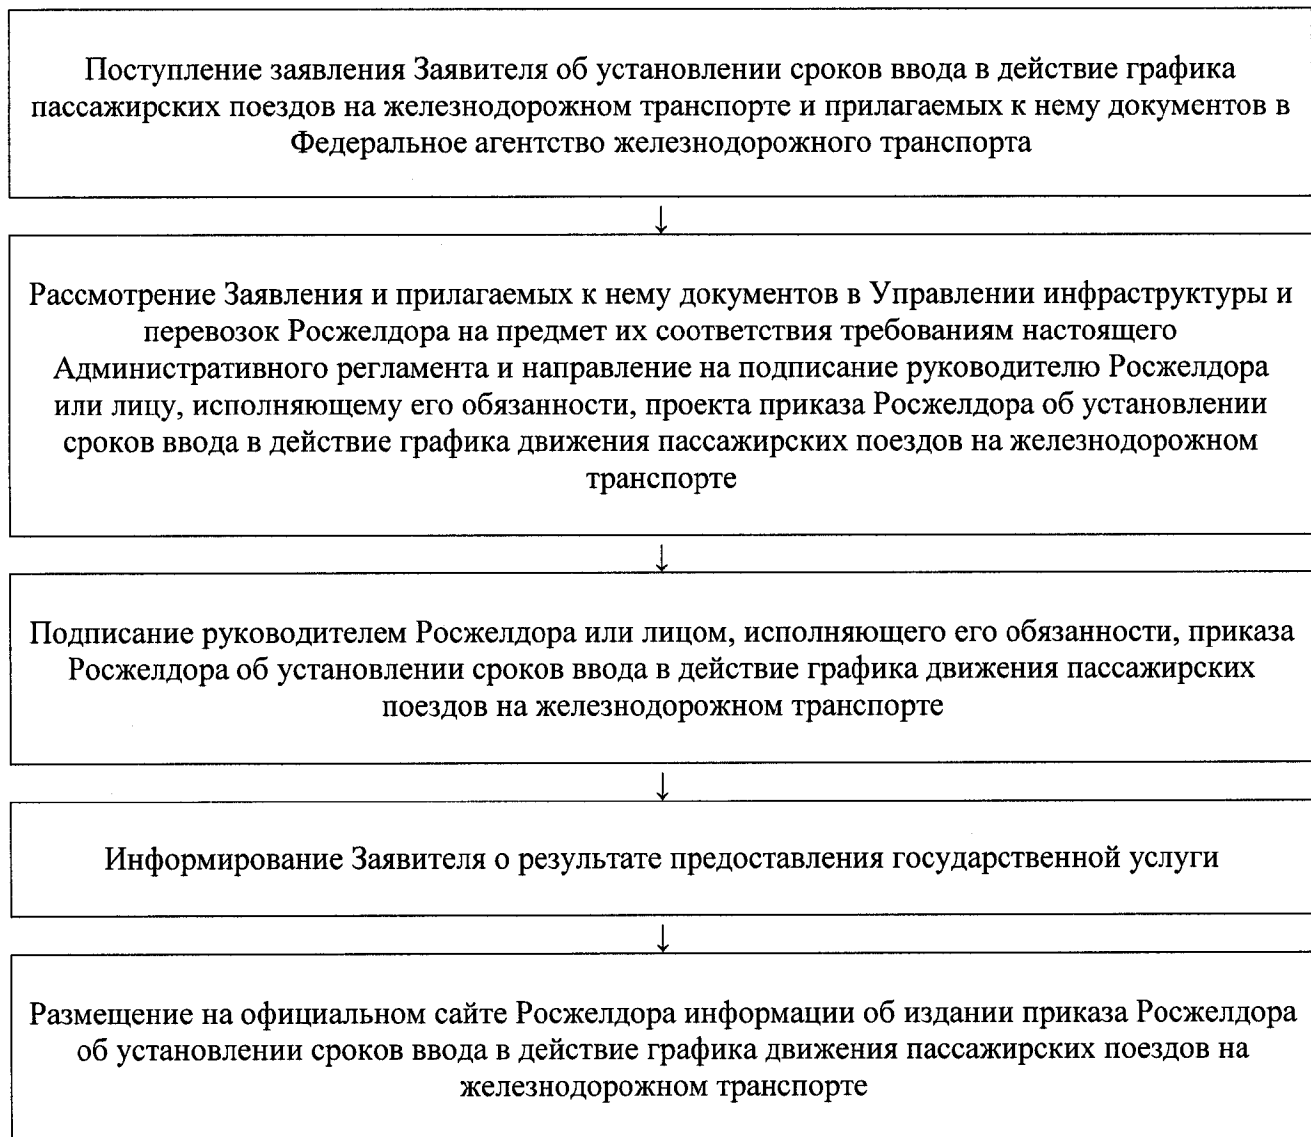 Поступление заявления Заявителя об установлении сроков ввода в действие графика
пассажирских поездов на железнодорожном транспорте и прилагаемых к нему документов в
Федеральное агентство железнодорожного транспорта
↓
Рассмотрение Заявления и прилагаемых к нему документов в Управлении инфраструктуры и
перевозок Росжелдора на предмет их соответствия требованиям настоящего
Административного регламента и направление на подписание руководителю Росжелдора
или лицу, исполняющему его обязанности, проекта приказа Росжелдора об установлении
сроков ввода в действие графика движения пассажирских поездов на железнодорожном
транспорте
↓
Подписание руководителем Росжелдора или лицом, исполняющего его обязанности, приказа
Росжелдора об установлении сроков ввода в действие графика движения пассажирских
поездов на железнодорожном транспорте
↓
Информирование Заявителя о результате предоставления государственной услуги
↓
Размещение на официальном сайте Росжелдора информации об издании приказа Росжелдора
об установлении сроков ввода в действие графика движения пассажирских поездов на
железнодорожном транспорте